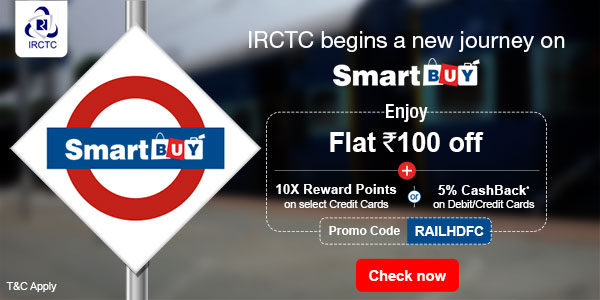 IRCTC
IRCTC begins a new journey on
SmartBUY
SmartBUY
Enjoy
Flat ₹100 off
+
10X Reward Points
on select Credit Cards
or
5% CashBack*
on Debit/Credit Cards
Promo Code RAILHDFC
Check now
T&C Apply